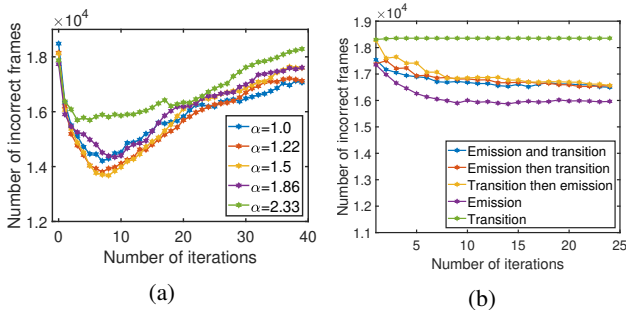 ×10⁴
Number of incorrect frames
1.8
1.6
1.4
1.2
0 10 20 30 40
Number of iterations
α=1.0
α=1.22
α=1.5
α=1.86
α=2.33
(a)
×10⁴
Number of incorrect frames
1.9
1.8
1.7
1.6
1.5
1.4
1.3
1.2
1.1
5 10 15 20 25
Number of iterations
Emission and transition
Emission then transition
Transition then emission
Emission
Transition
(b)